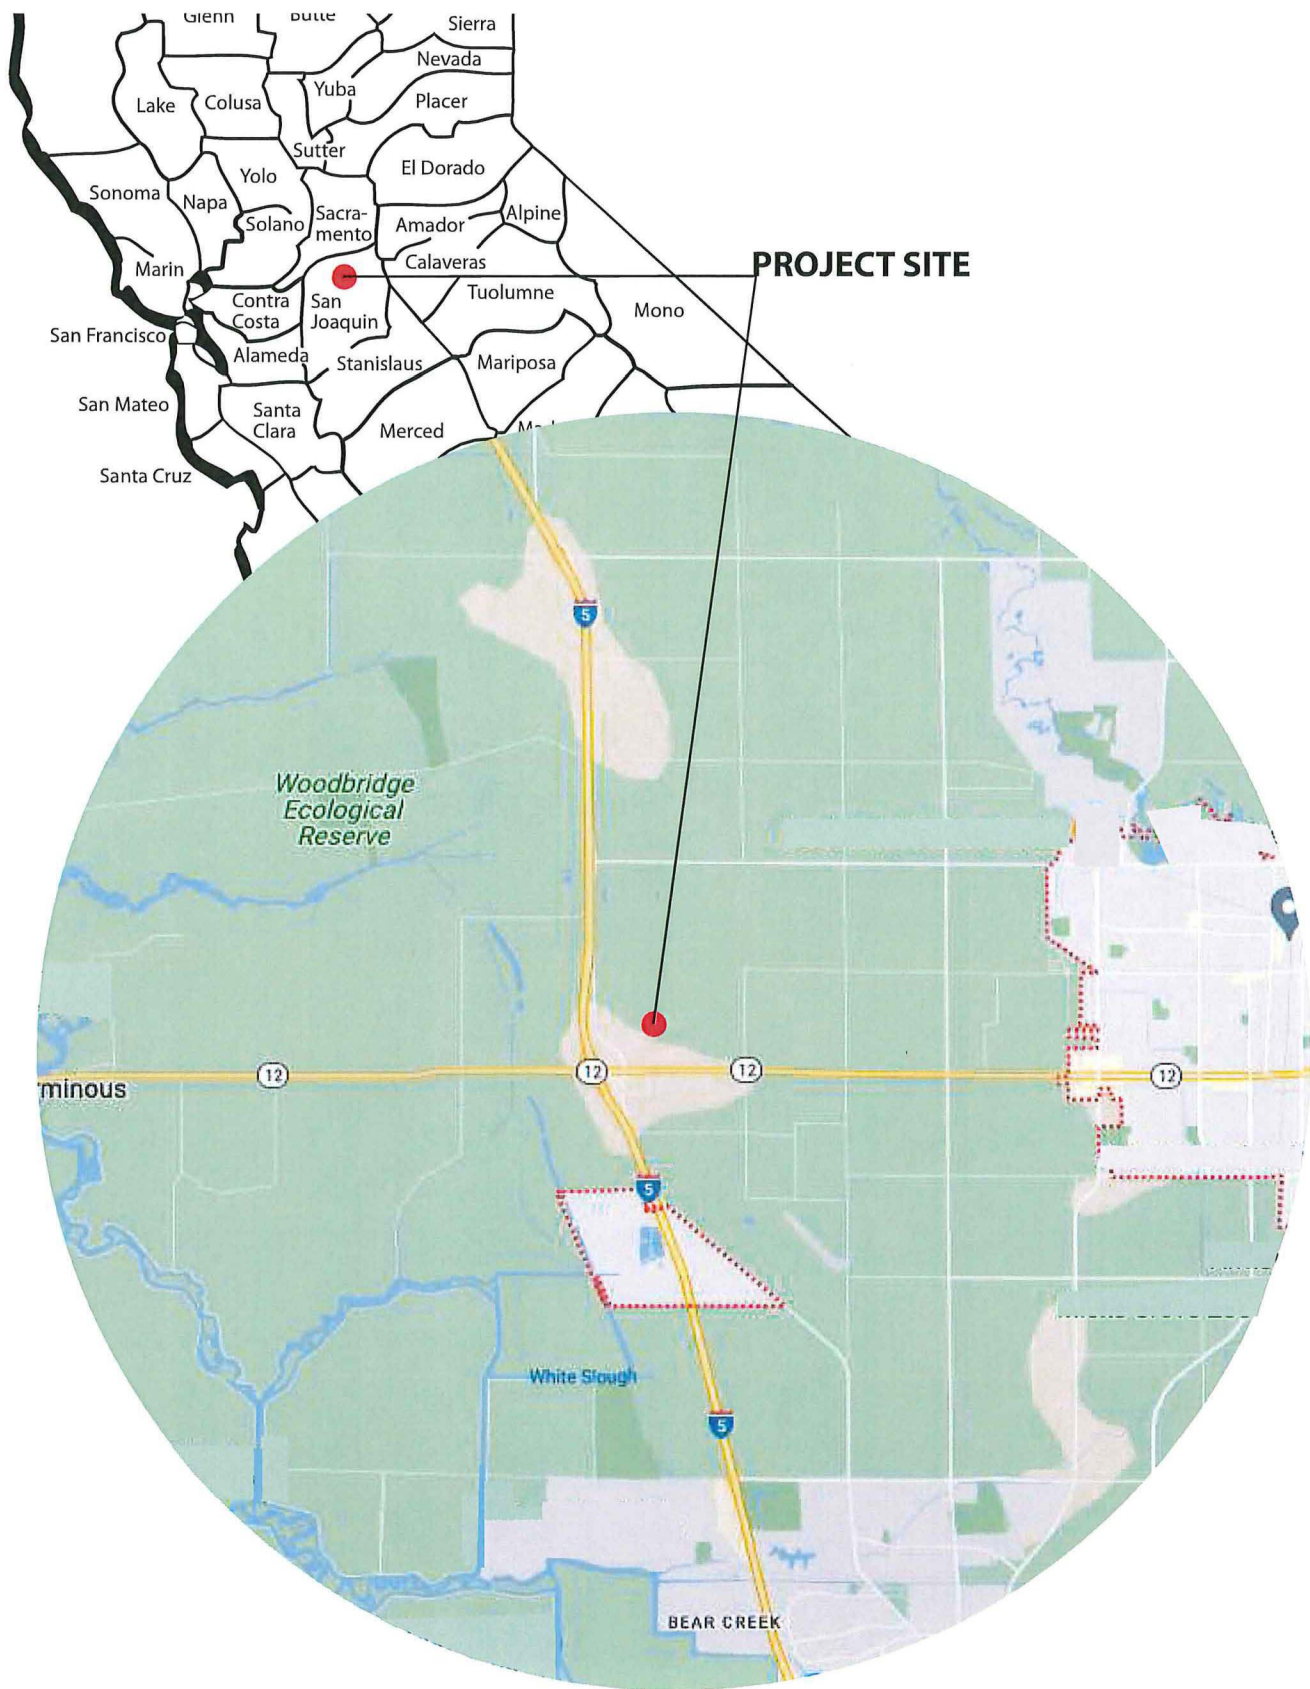 Glenn
Butte
Sierra
Nevada
Yuba
Placer
Lake
Colusa
Sutter
El Dorado
Yolo
Sonoma
Napa
Solano
Sacra-
mento
Amador
Alpine
Marin
Calaveras
PROJECT SITE
Contra
Costa
San
Joaquin
Tuolumne
Mono
San Francisco
Alameda
Stanislaus
Mariposa
San Mateo
Santa
Clara
Merced
Santa Cruz
5
Woodbridge
Ecological
Reserve
12
12
12
12
rminous
5
White Slough
5
BEAR CREEK